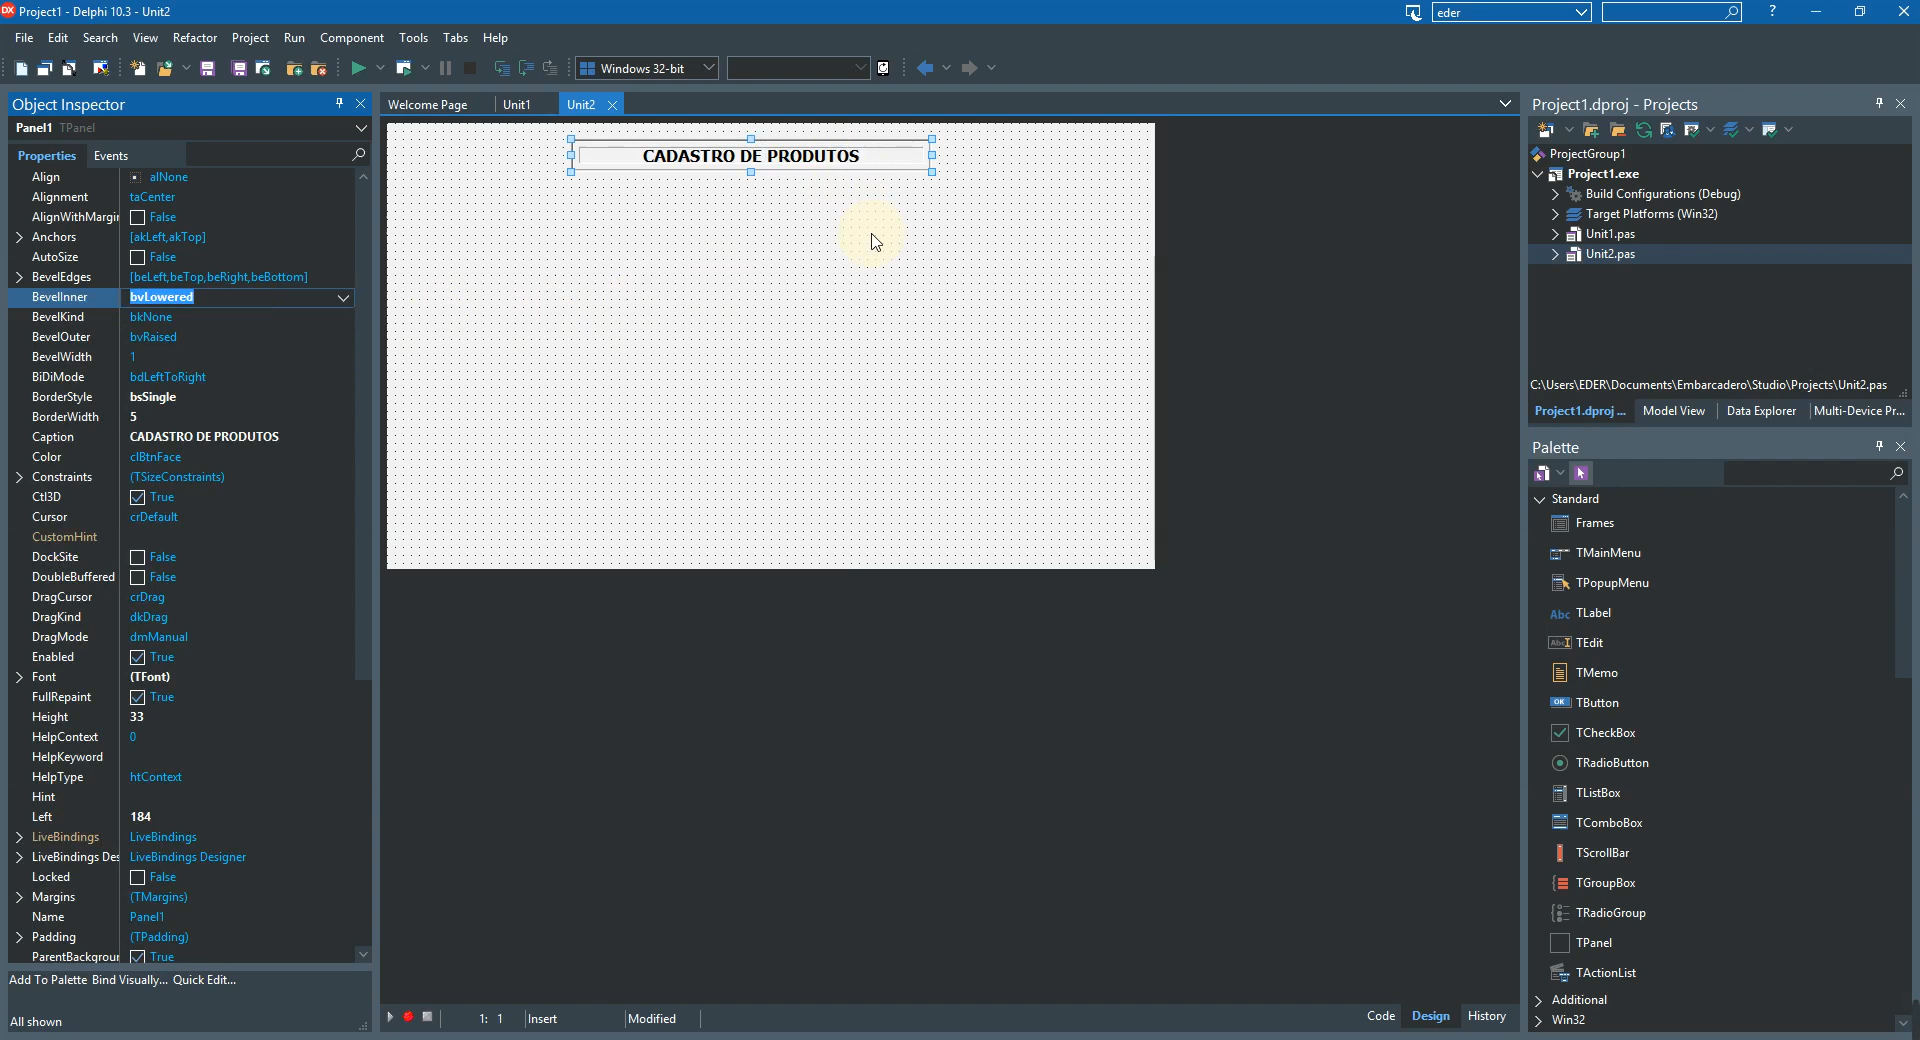 Project1 - Delphi 10.3 - Unit2
eder
?
File Edit Search View Refactor Project Run Component Tools Tabs Help
Windows 32-bit
Object Inspector
Panel1 TPanel
Properties Events
Align alNone
Alignment taCenter
AlignWithMargin False
Anchors [akLeft,akTop]
AutoSize False
BevelEdges [beLeft,beTop,beRight,beBottom]
BevelInner bvLowered
BevelKind bkNone
BevelOuter bvRaised
BevelWidth 1
BiDiMode bdLeftToRight
BorderStyle bsSingle
BorderWidth 5
Caption CADASTRO DE PRODUTOS
Color clBtnFace
Constraints (TSizeConstraints)
Ctl3D True
Cursor crDefault
CustomHint
DockSite False
DoubleBuffered False
DragCursor crDrag
DragKind dkDrag
DragMode dmManual
Enabled True
Font (TFont)
FullRepaint True
Height 33
HelpContext 0
HelpKeyword
HelpType htContext
Hint
Left 184
LiveBindings LiveBindings
LiveBindings Des LiveBindings Designer
Locked False
Margins (TMargins)
Name Panel1
Padding (TPadding)
ParentBackgroun True
Add To Palette Bind Visually... Quick Edit...
All shown
Welcome Page Unit1 Unit2
CADASTRO DE PRODUTOS
1: 1 Insert Modified
Code Design History
Project1.dproj - Projects
ProjectGroup1
Project1.exe
Build Configurations (Debug)
Target Platforms (Win32)
Unit1.pas
Unit2.pas
C:\Users\EDER\Documents\Embarcadero\Studio\Projects\Unit2.pas
Project1.dproj ... Model View Data Explorer Multi-Device Pr...
Palette
Standard
Frames
TMainMenu
TPopupMenu
Abc TLabel
TEdit
TMemo
OK TButton
TCheckBox
TRadioButton
TListBox
TComboBox
TScrollBar
TGroupBox
TRadioGroup
TPanel
TActionList
Additional
Win32